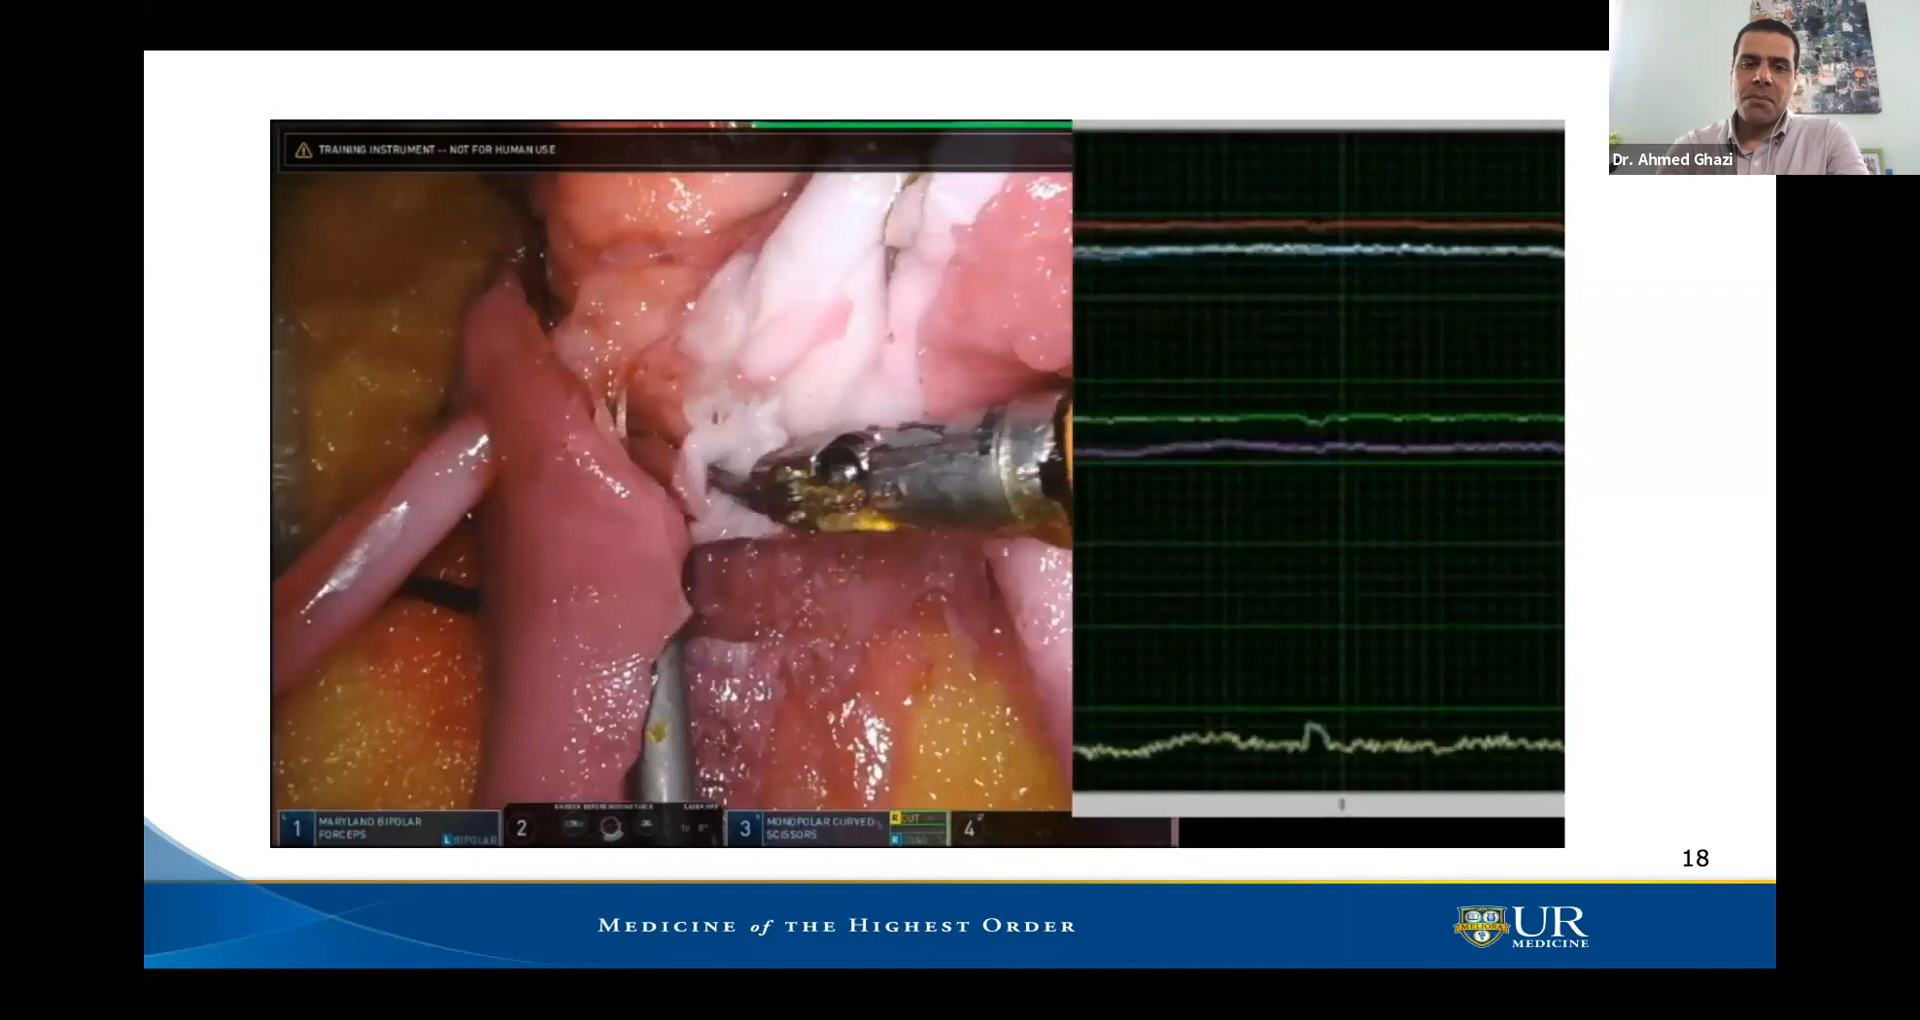 Dr. Ahmed Ghazi
TRAINING INSTRUMENT -- NOT FOR HUMAN USE
1
MARYLAND BIPOLAR
FORCEPS
L BIPOLAR
2
3
MONOPOLAR CURVED
SCISSORS
R CUT
R
4
18
MEDICINE of THE HIGHEST ORDER
MELIORA
UR
MEDICINE